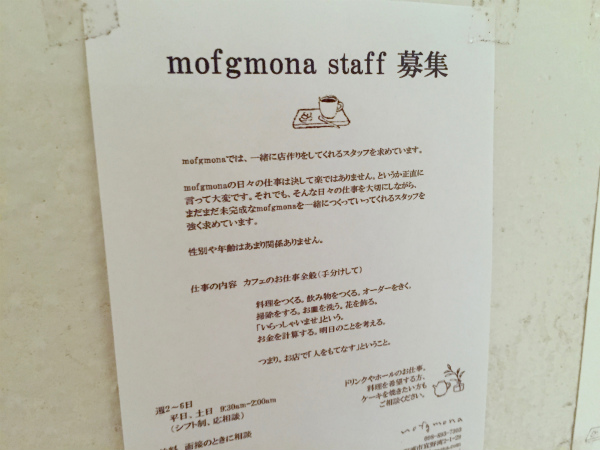 mofgmona staff 募集
mofgmonaでは、一緒に店作りをしてくれるスタッフを求めています。
mofgmonaの日々の仕事は決して楽ではありません。というか正直に
言って大変です。それでも、そんな日々の仕事を大切にしながら、
まだまだ未完成なmofgmonaを一緒につくっていってくれるスタッフを
強く求めています。
性別や年齢はあまり関係ありません。
仕事の内容 カフェのお仕事全般(手分けして)
料理をつくる。飲み物をつくる。オーダーをきく。
掃除をする。お皿を洗う。花を飾る。
「いらっしゃいませ」という。
お金を計算する。明日のことを考える。
つまり、お店で「人をもてなす」ということ。
ドリンクやホールのお仕事、
料理を希望する方、
ケーキを焼きたい方も
ご相談ください。
週2~6日
平日、土日 9:30am-2:00am
(シフト制、応相談)
面接のときに相談
mofgmona